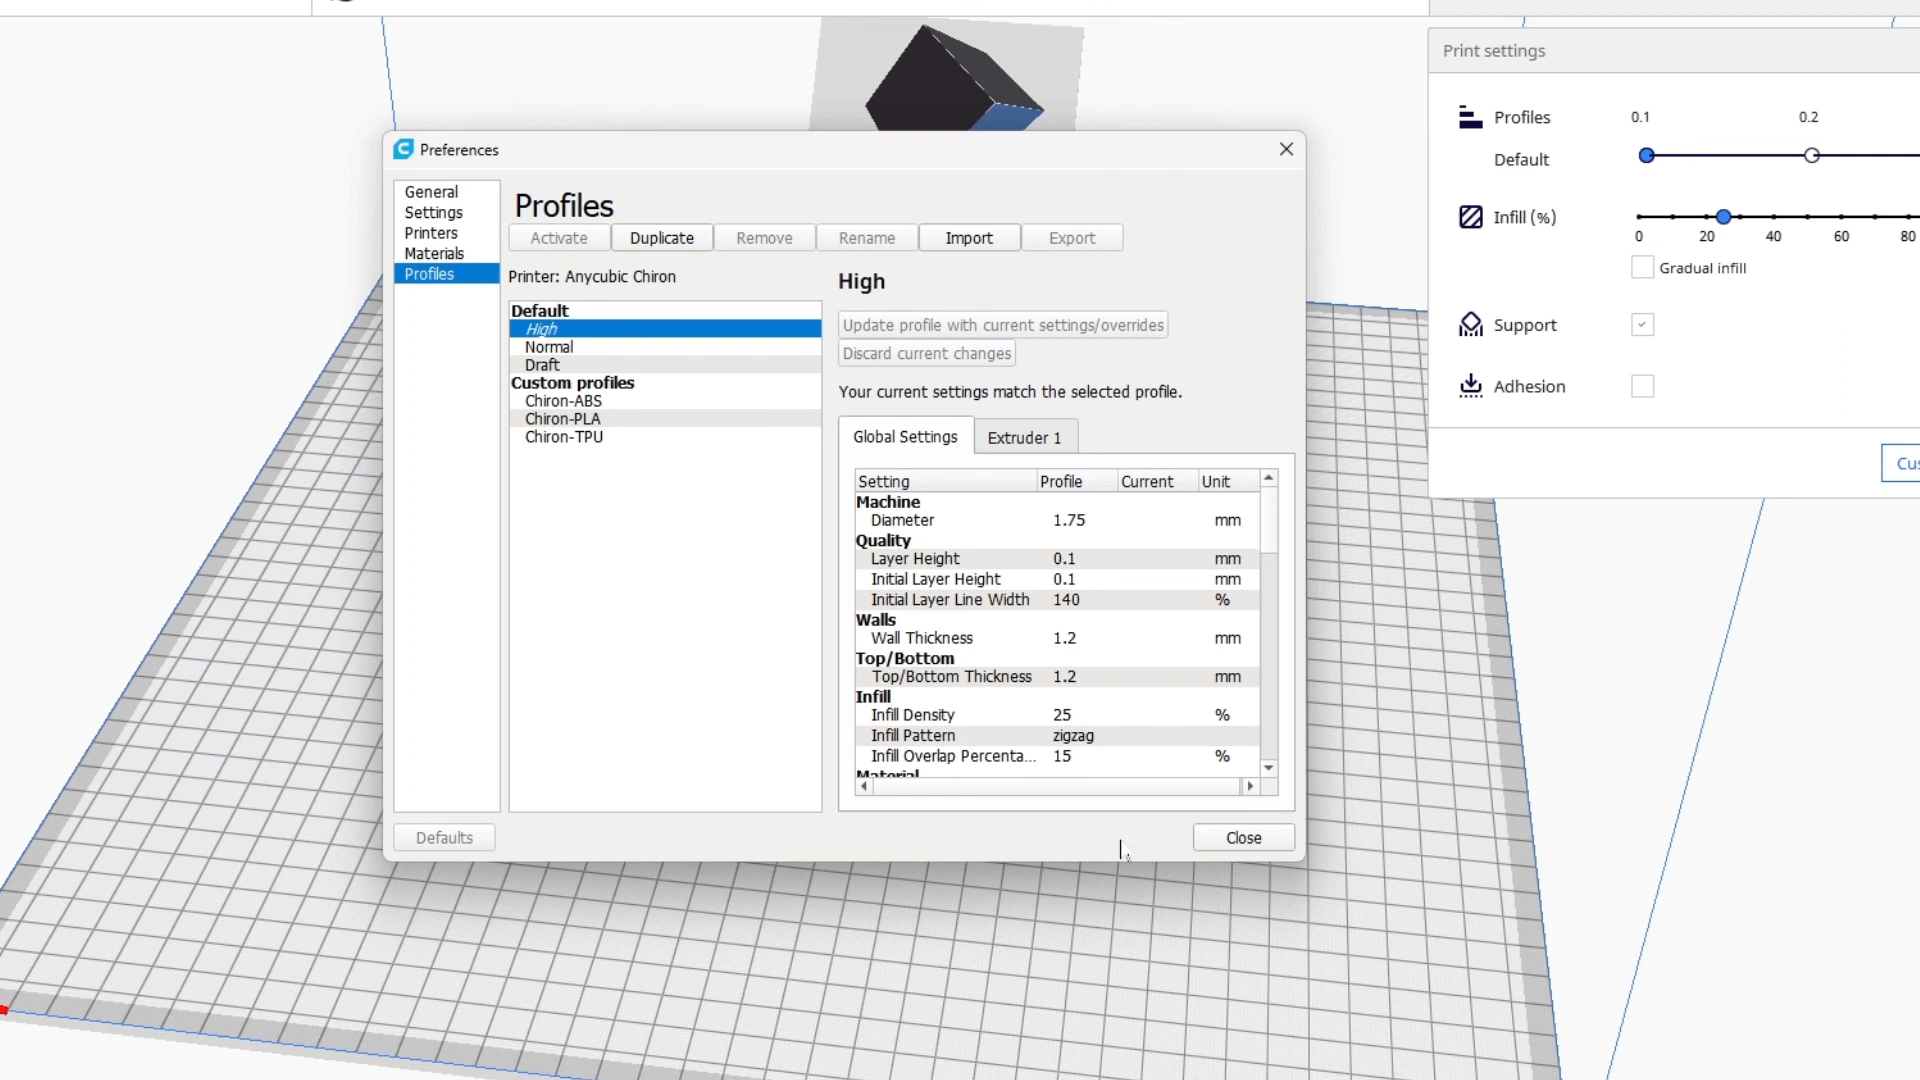 Preferences
General
Settings
Printers
Materials
Profiles
Profiles
Activate Duplicate Remove Rename Import Export
Printer: Anycubic Chiron
Default
High
Normal
Draft
Custom profiles
Chiron-ABS
Chiron-PLA
Chiron-TPU
High
Update profile with current settings/overrides
Discard current changes
Your current settings match the selected profile.
Global Settings Extruder 1
Setting Profile Current Unit
Machine
Diameter 1.75 mm
Quality
Layer Height 0.1 mm
Initial Layer Height 0.1 mm
Initial Layer Line Width 140 %
Walls
Wall Thickness 1.2 mm
Top/Bottom
Top/Bottom Thickness 1.2 mm
Infill
Infill Density 25 %
Infill Pattern zigzag
Infill Overlap Percenta... 15 %
Material
Defaults Close
Print settings
Profiles 0.1 0.2
Default
Infill (%)
0 20 40 60 80
Gradual infill
Support
Adhesion
Cus